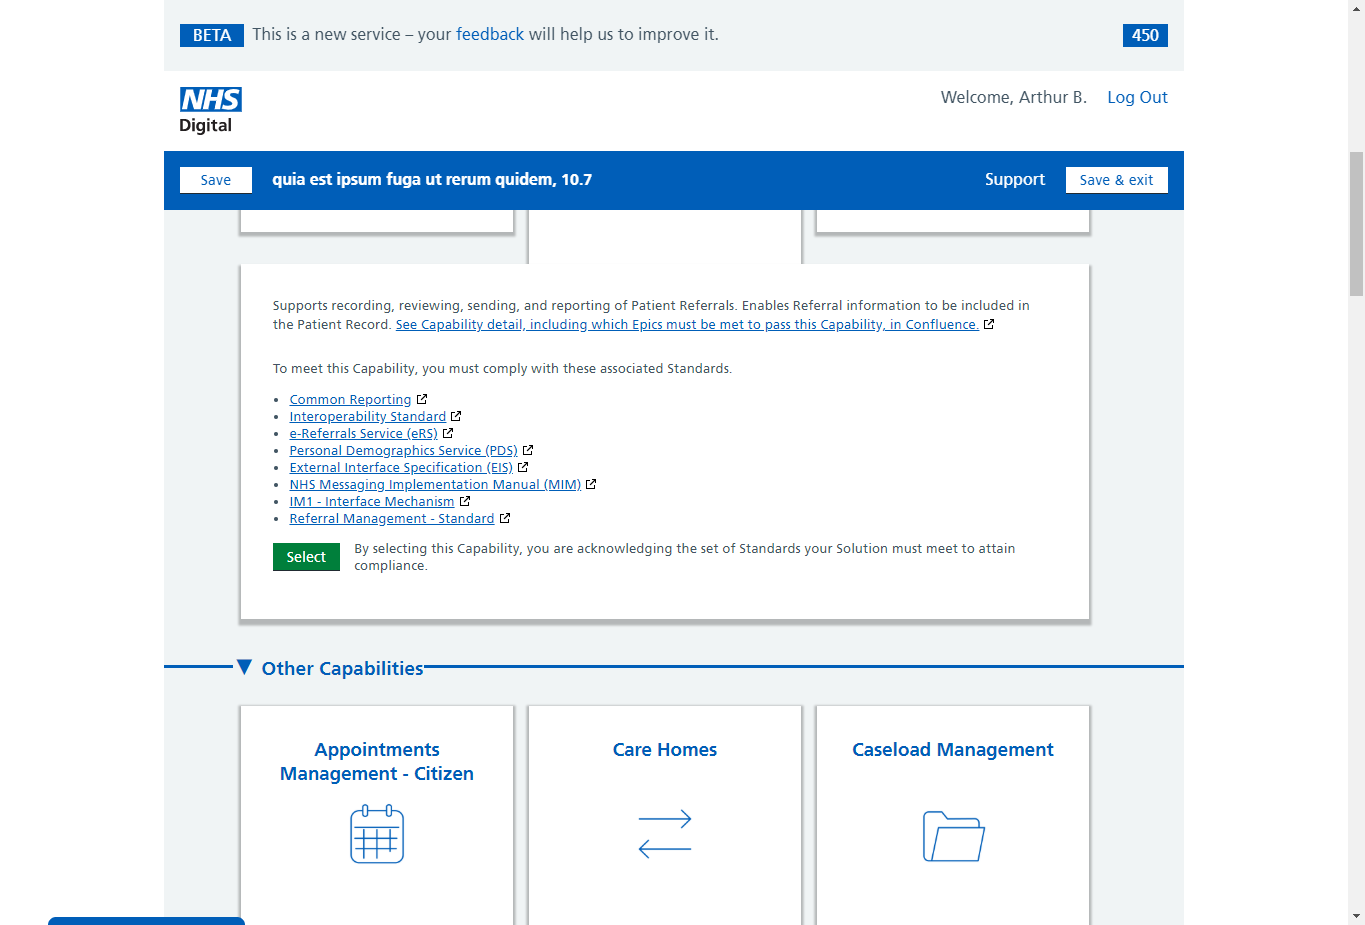 BETA This is a new service – your feedback will help us to improve it. 450
NHS
Digital
Welcome, Arthur B. Log Out
Save quia est ipsum fuga ut rerum quidem, 10.7 Support Save & exit
Supports recording, reviewing, sending, and reporting of Patient Referrals. Enables Referral information to be included in
the Patient Record. See Capability detail, including which Epics must be met to pass this Capability, in Confluence.
To meet this Capability, you must comply with these associated Standards.
• Common Reporting
• Interoperability Standard
• e-Referrals Service (eRS)
• Personal Demographics Service (PDS)
• External Interface Specification (EIS)
• NHS Messaging Implementation Manual (MIM)
• IM1 - Interface Mechanism
• Referral Management - Standard
Select
By selecting this Capability, you are acknowledging the set of Standards your Solution must meet to attain
compliance.
▼ Other Capabilities
Appointments
Management - Citizen
Care Homes
Caseload Management